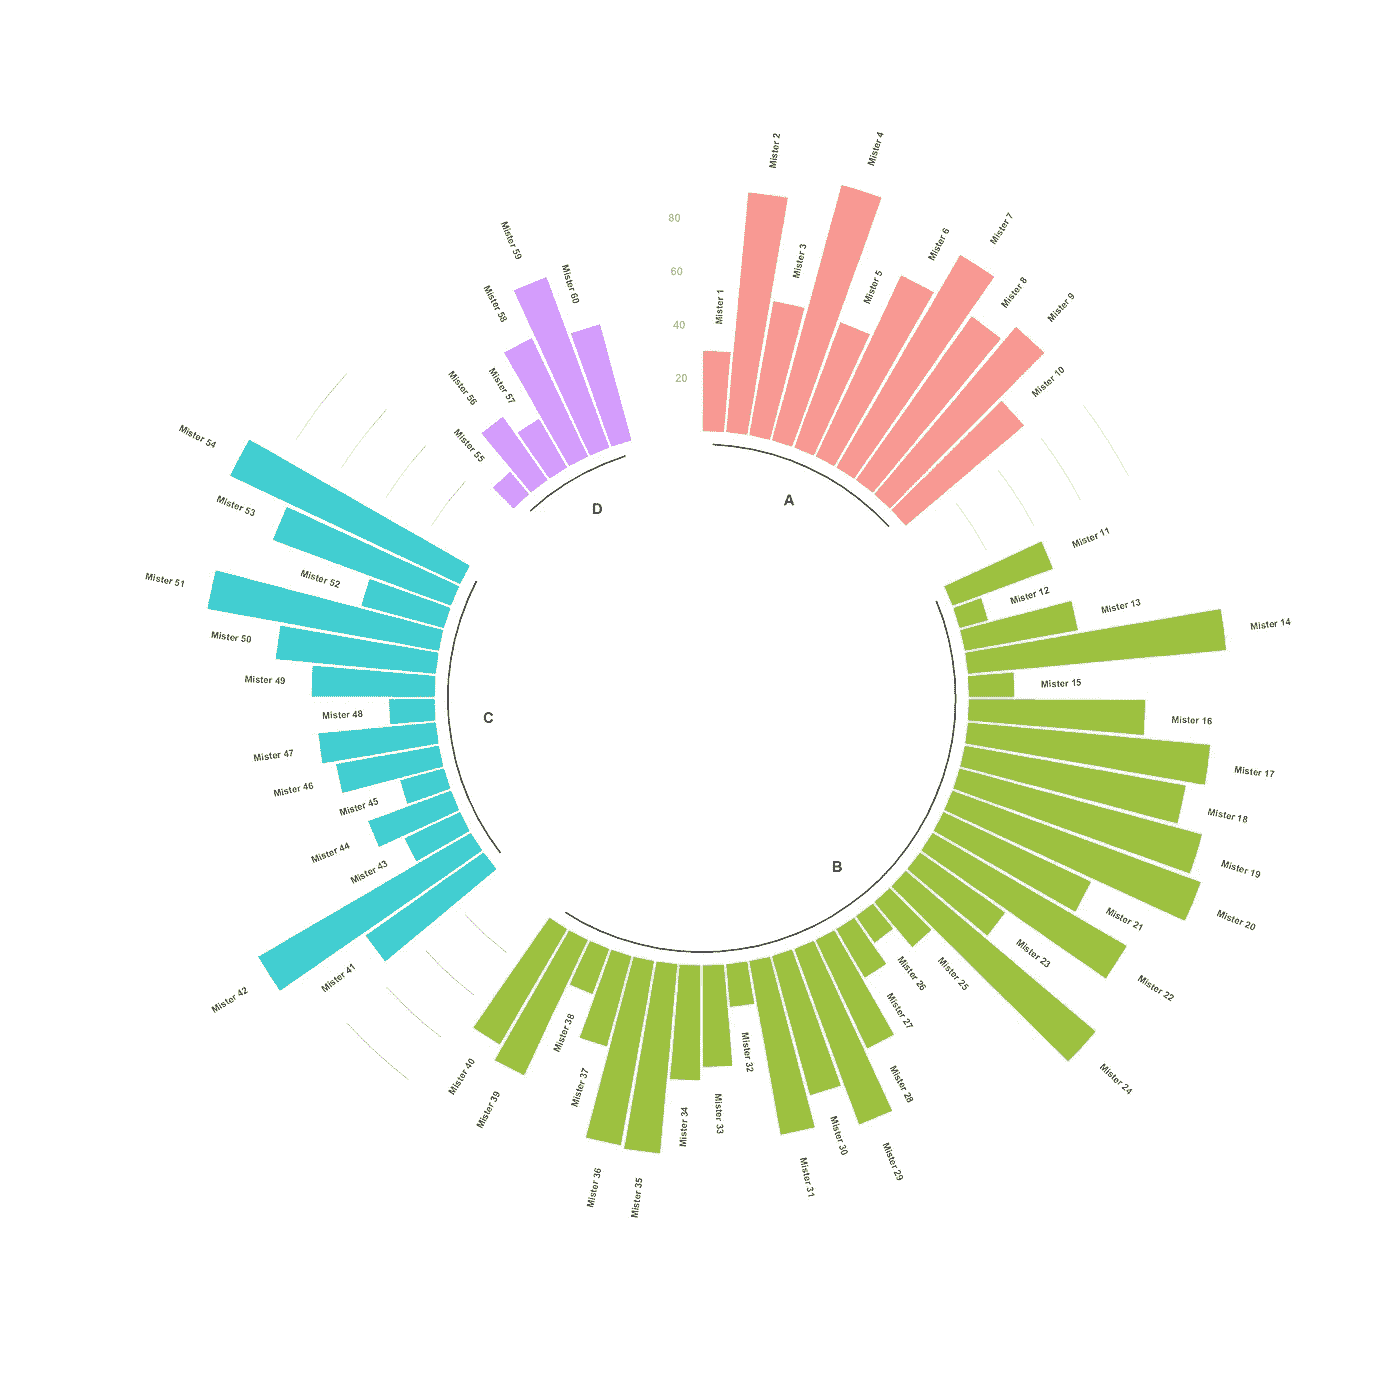 80
60
40
20
Mister 1
Mister 2
Mister 3
Mister 4
Mister 5
Mister 6
Mister 7
Mister 8
Mister 9
Mister 10
A
Mister 11
Mister 12
Mister 13
Mister 14
Mister 15
Mister 16
Mister 17
Mister 18
Mister 19
Mister 20
Mister 21
Mister 22
Mister 23
Mister 24
Mister 25
Mister 26
Mister 27
Mister 28
Mister 29
Mister 30
Mister 31
Mister 32
Mister 33
Mister 34
Mister 35
Mister 36
Mister 37
Mister 38
Mister 39
Mister 40
B
Mister 41
Mister 42
Mister 43
Mister 44
Mister 45
Mister 46
Mister 47
Mister 48
Mister 49
Mister 50
Mister 51
Mister 52
Mister 53
Mister 54
C
Mister 55
Mister 56
Mister 57
Mister 58
Mister 59
Mister 60
D